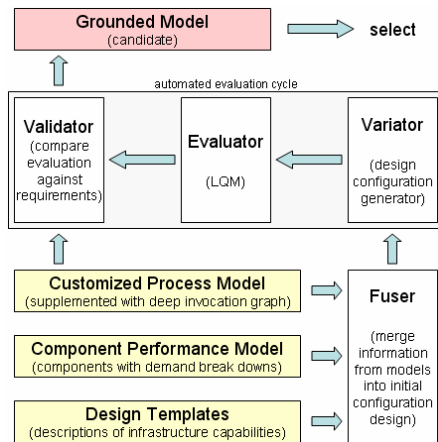 Grounded Model
(candidate)
select
automated evaluation cycle
Validator
(compare
evaluation
against
requirements)
Evaluator
(LQM)
Variator
(design
configuration
generator)
Customized Process Model
(supplemented with deep invocation graph)
Component Performance Model
(components with demand break downs)
Design Templates
(descriptions of infrastructure capabilities)
Fuser
(merge
information
from models
into initial
configuration
design)